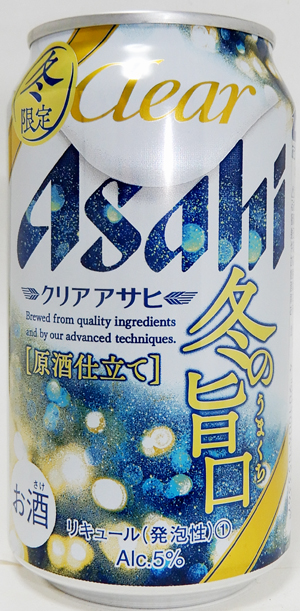 冬
限定
Clear
Asahi
クリアアサヒ
Brewed from quality ingredients
and by our advanced techniques.
[原酒仕立て]
冬の旨口
うまくち
さけ
お酒
リキュール(発泡性)①
Alc.5%